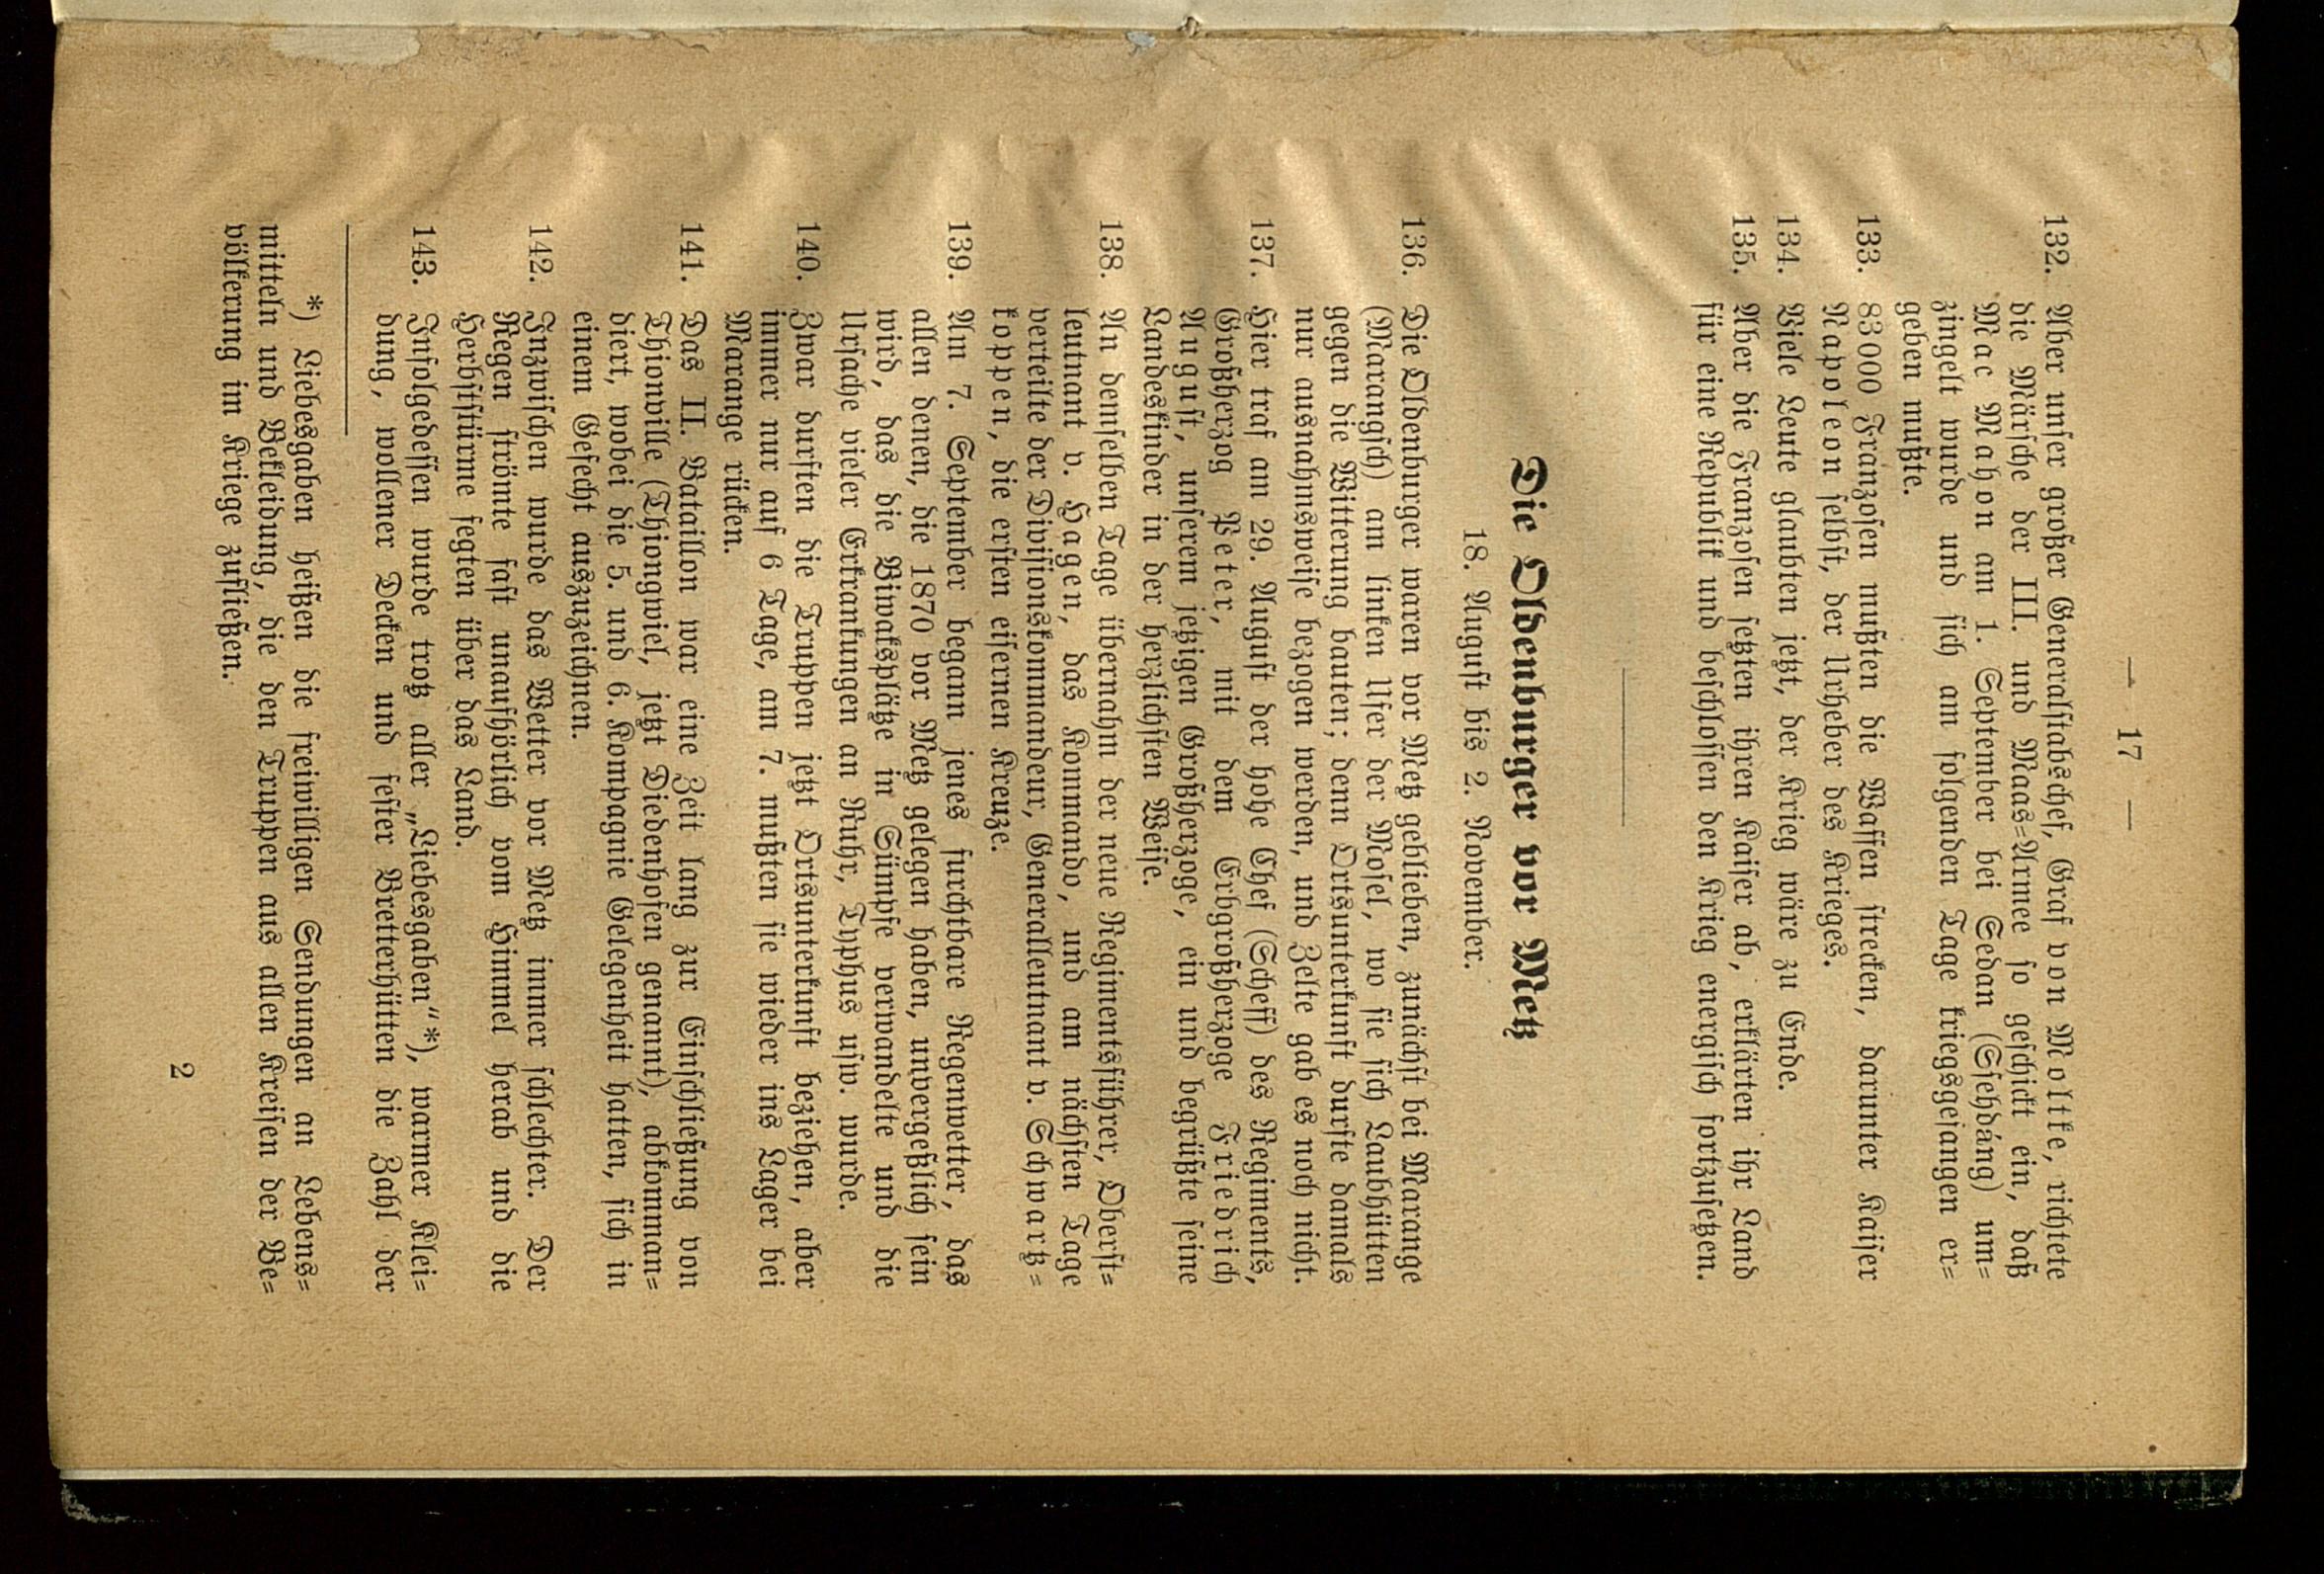 — 17 —
132. Aber unser großer Generalstabschef, Graf von Moltke, richtete
die Märsche der III. und Maas=Armee so geschickt ein, daß
Mac Mahon am 1. September bei Sedan (Ssehdáng) um=
zingelt wurde und sich am folgenden Tage kriegsgefangen er=
geben mußte.
133. 83000 Franzosen mußten die Waffen strecken, darunter Kaiser
Napoleon selbst, der Urheber des Krieges.
134. Viele Leute glaubten jetzt, der Krieg wäre zu Ende.
135. Aber die Franzosen setzten ihren Kaiser ab, erklärten ihr Land
für eine Republik und beschlossen den Krieg energisch fortzusetzen.
Die Oldenburger vor Metz
18. August bis 2. November.
136. Die Oldenburger waren vor Metz geblieben, zunächst bei Marange
(Marangsch) am linken Ufer der Mosel, wo sie sich Laubhütten
gegen die Witterung bauten; denn Ortsunterkunft durfte damals
nur ausnahmsweise bezogen werden, und Zelte gab es noch nicht.
137. Hier traf am 29. August der hohe Chef (Scheff) des Regiments,
Großherzog Peter, mit dem Erbgroßherzoge Friedrich
August, unserem jetzigen Großherzoge, ein und begrüßte seine
Landeskinder in der herzlichsten Weise.
138. An demselben Tage übernahm der neue Regimentsführer, Oberst=
leutnant v. Hagen, das Kommando, und am nächsten Tage
verteilte der Divisionskommandeur, Generalleutnant v. Schwartz=
koppen, die ersten eisernen Kreuze.
139. Am 7. September begann jenes furchtbare Regenwetter, das
allen denen, die 1870 vor Metz gelegen haben, unvergeßlich sein
wird, das die Biwaksplätze in Sümpfe verwandelte und die
Ursache vieler Erkrankungen an Ruhr, Typhus usw. wurde.
140. Zwar durften die Truppen jetzt Ortsunterkunft beziehen, aber
immer nur auf 6 Tage, am 7. mußten sie wieder ins Lager bei
Marange rücken.
141. Das II. Bataillon war eine Zeit lang zur Einschließung von
Thionville (Thiongwiel, jetzt Diedenhofen genannt), abkomman=
diert, wobei die 5. und 6. Kompagnie Gelegenheit hatten, sich in
einem Gefecht auszuzeichnen.
142. Inzwischen wurde das Wetter vor Metz immer schlechter. Der
Regen strömte fast unaufhörlich vom Himmel herab und die
Herbststürme fegten über das Land.
143. Infolgedessen wurde trotz aller „Liebesgaben“*), warmer Klei=
dung, wollener Decken und fester Bretterhütten die Zahl der
*) Liebesgaben heißen die freiwilligen Sendungen an Lebens=
mitteln und Bekleidung, die den Truppen aus allen Kreisen der Be=
völkerung im Kriege zufließen.
2